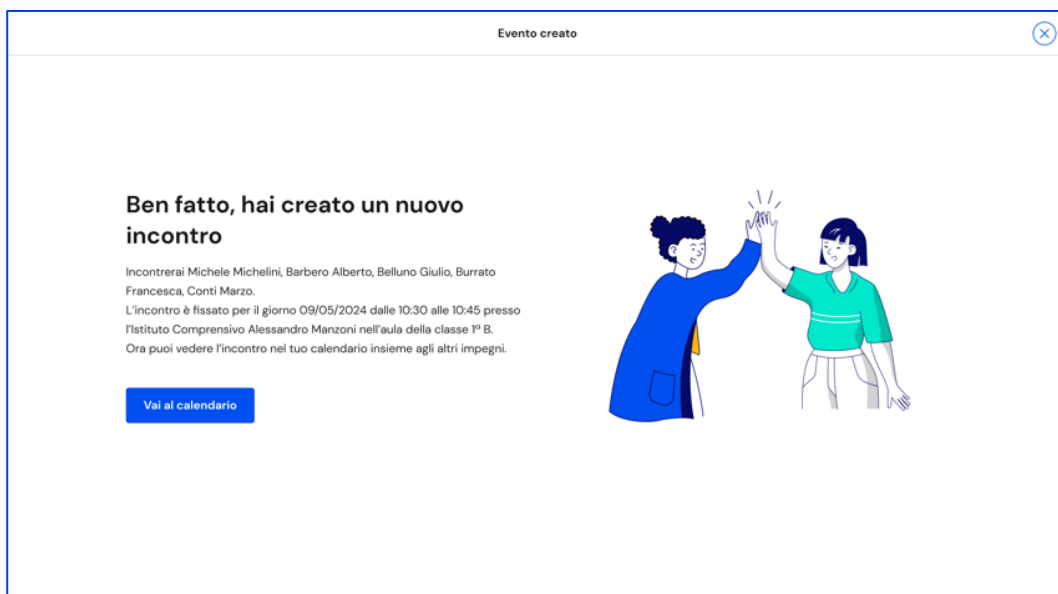 Evento creato
Ben fatto, hai creato un nuovo
incontro
Incontrerai Michele Michelini, Barbero Alberto, Belluno Giulio, Burrato
Francesca, Conti Marzo.
L'incontro è fissato per il giorno 09/05/2024 dalle 10:30 alle 10:45 presso
l'Istituto Comprensivo Alessandro Manzoni nell'aula della classe 1ª B.
Ora puoi vedere l'incontro nel tuo calendario insieme agli altri impegni.
Vai al calendario